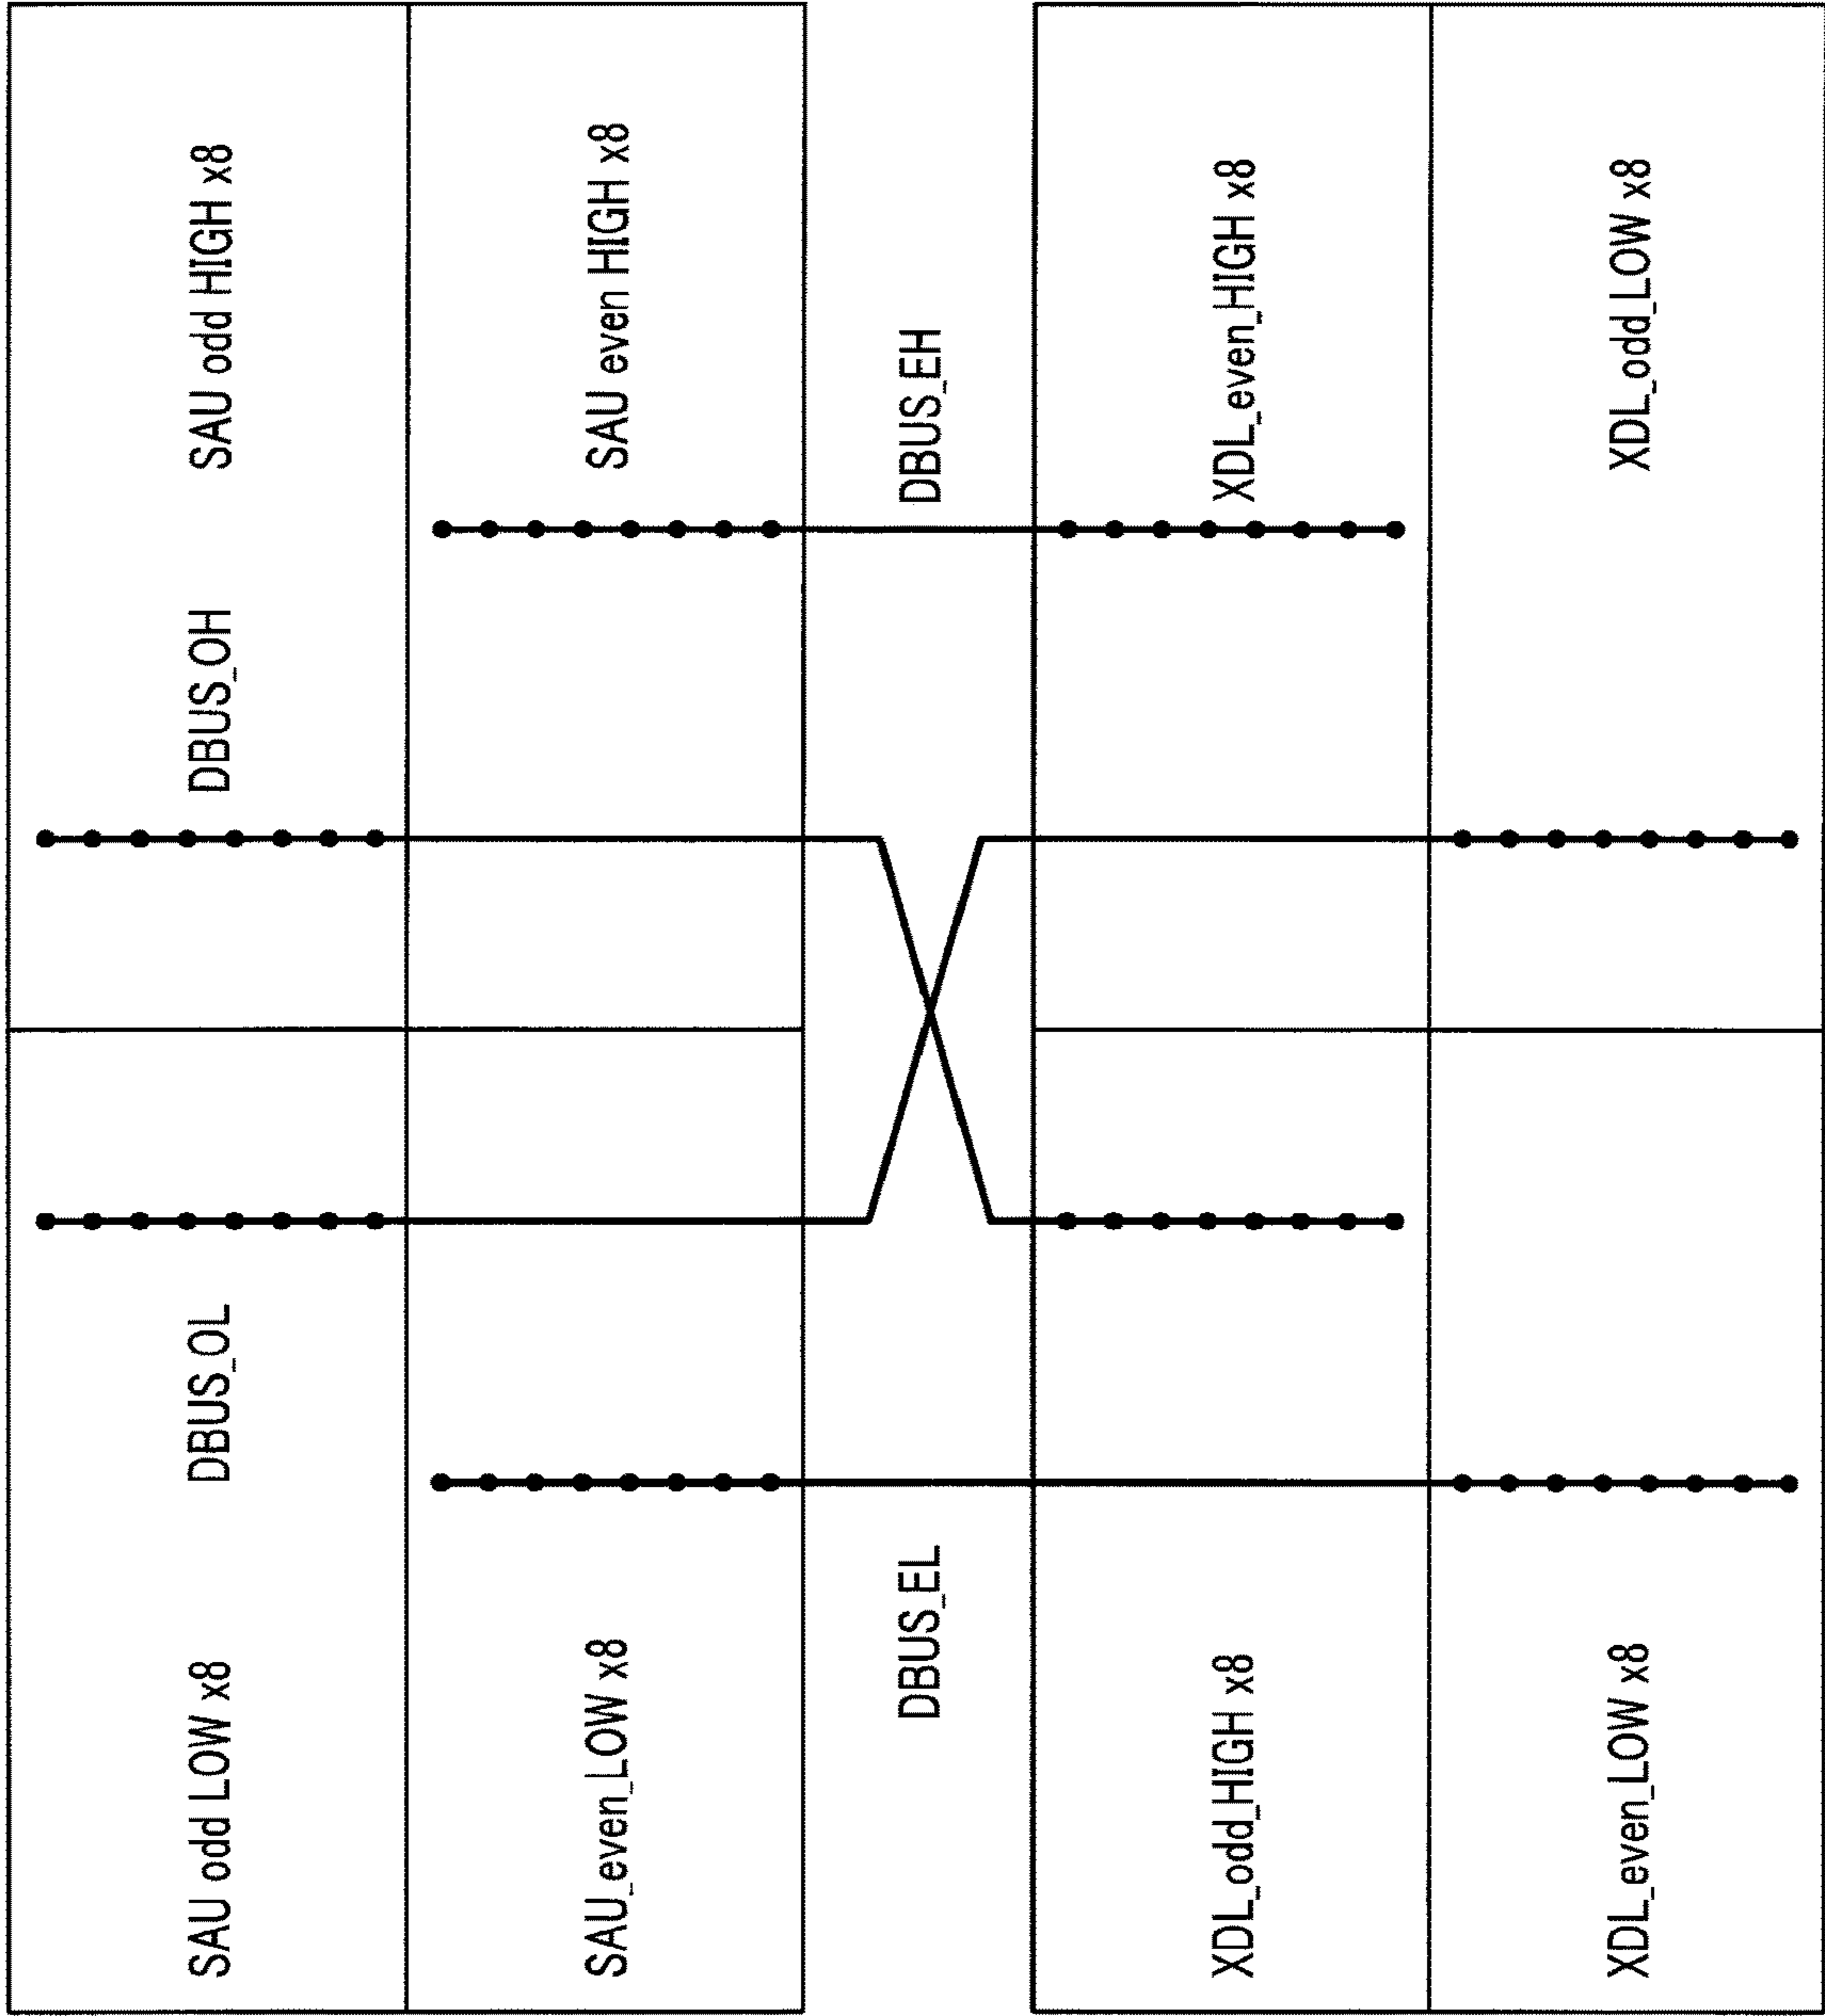 SAU odd LOW x8
DBUS_OL
DBUS_OH
SAU odd HIGH x8
SAU_even_LOW x8
SAU even HIGH x8
DBUS_EL
DBUS_EH
XDL_odd_HIGH x8
XDL_even_HIGH x8
XDL_even_LOW x8
XDL_odd_LOW x8